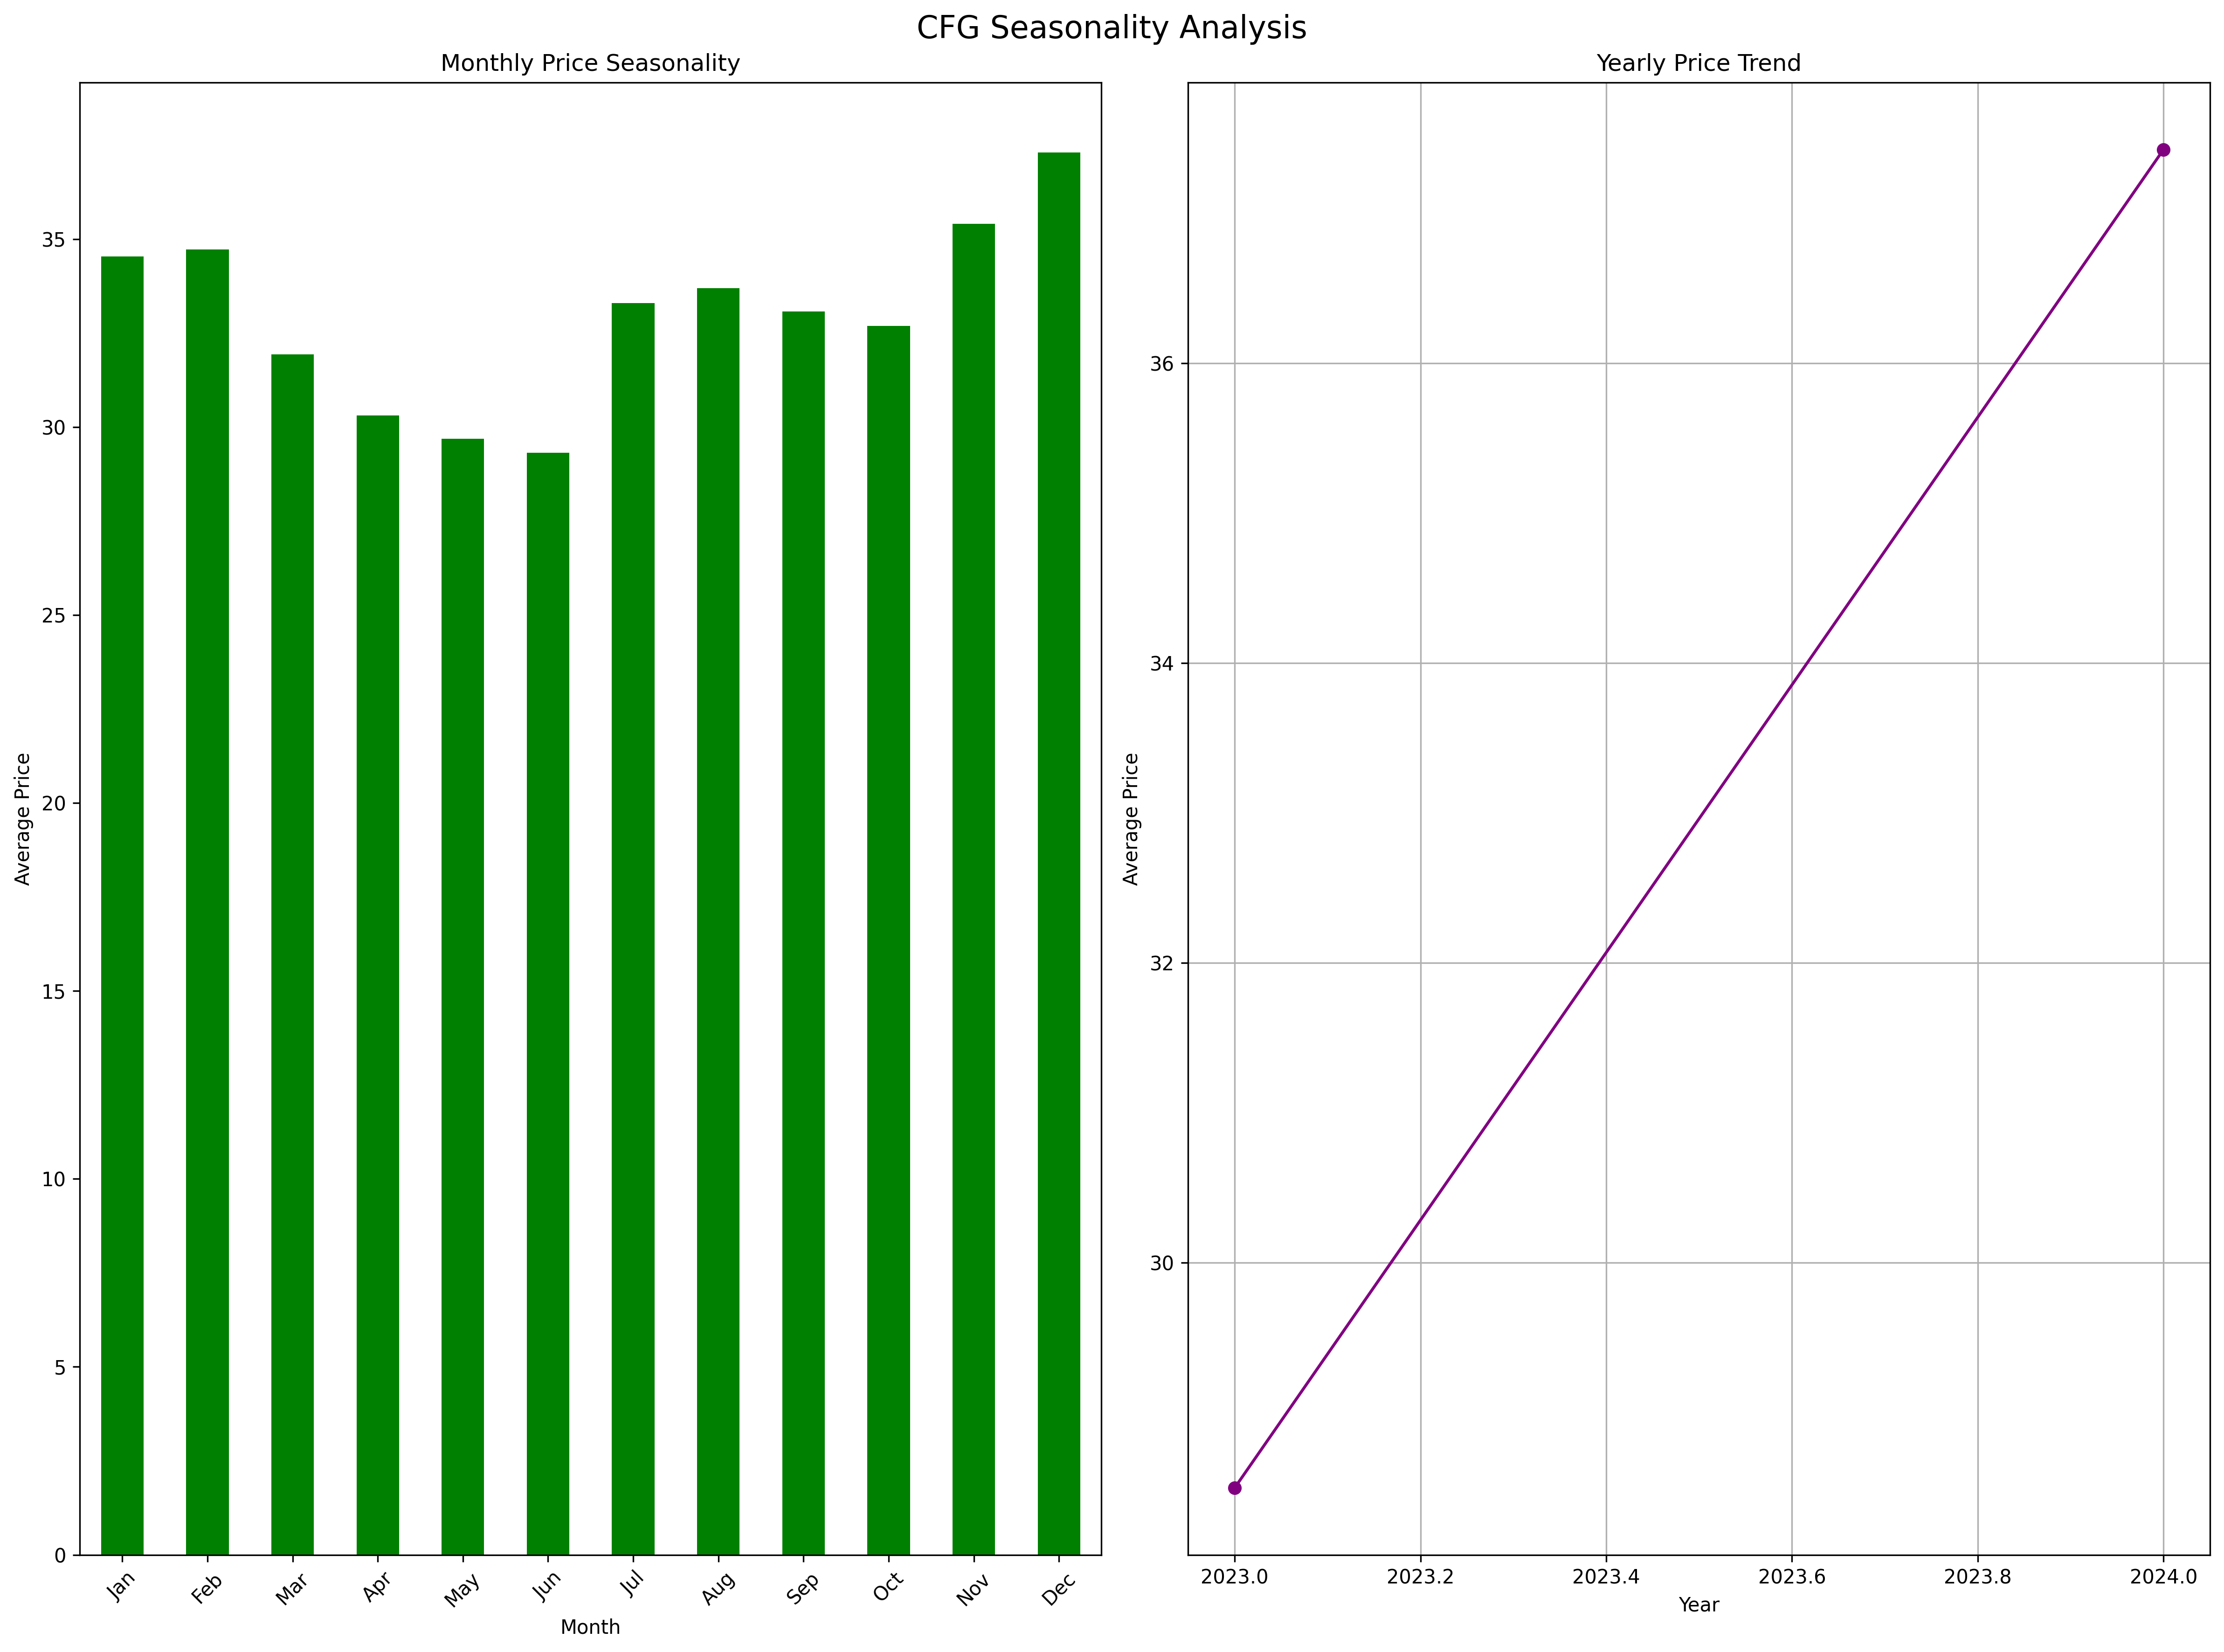 CFG Seasonality Analysis
Monthly Price Seasonality
Average Price
35
30
25
20
15
10
5
0
Jan Feb Mar Apr May Jun Jul Aug Sep Oct Nov Dec
Month
Yearly Price Trend
Average Price
36
34
32
30
2023.0 2023.2 2023.4 2023.6 2023.8 2024.0
Year